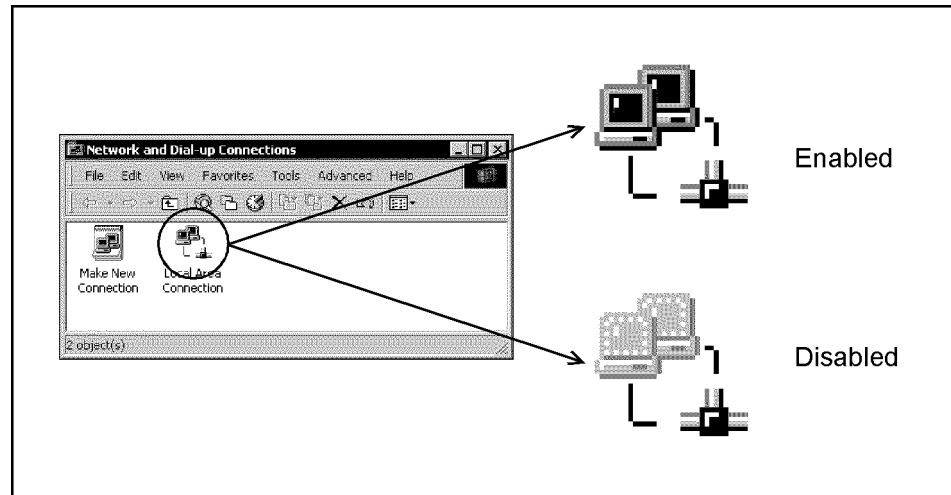 Network and Dial-up Connections
File Edit View Favorites Tools Advanced Help
Make New
Connection
Local Area
Connection
2 object(s)
Enabled
Disabled